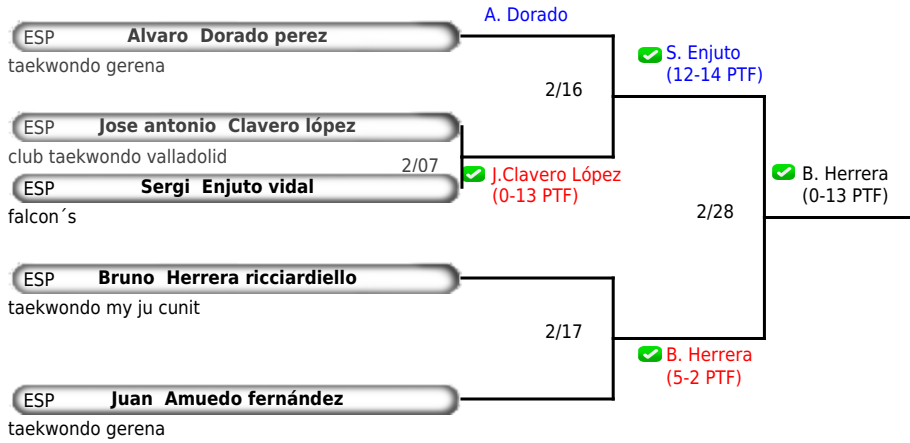 A. Dorado
ESP Alvaro Dorado perez
taekwondo gerena
S. Enjuto
(12-14 PTF)
2/16
ESP Jose antonio Clavero lópez
club taekwondo valladolid
2/07
J.Clavero López
(0-13 PTF)
ESP Sergi Enjuto vidal
falcon´s
B. Herrera
(0-13 PTF)
2/28
ESP Bruno Herrera ricciardiello
taekwondo my ju cunit
2/17
B. Herrera
(5-2 PTF)
ESP Juan Amuedo fernández
taekwondo gerena